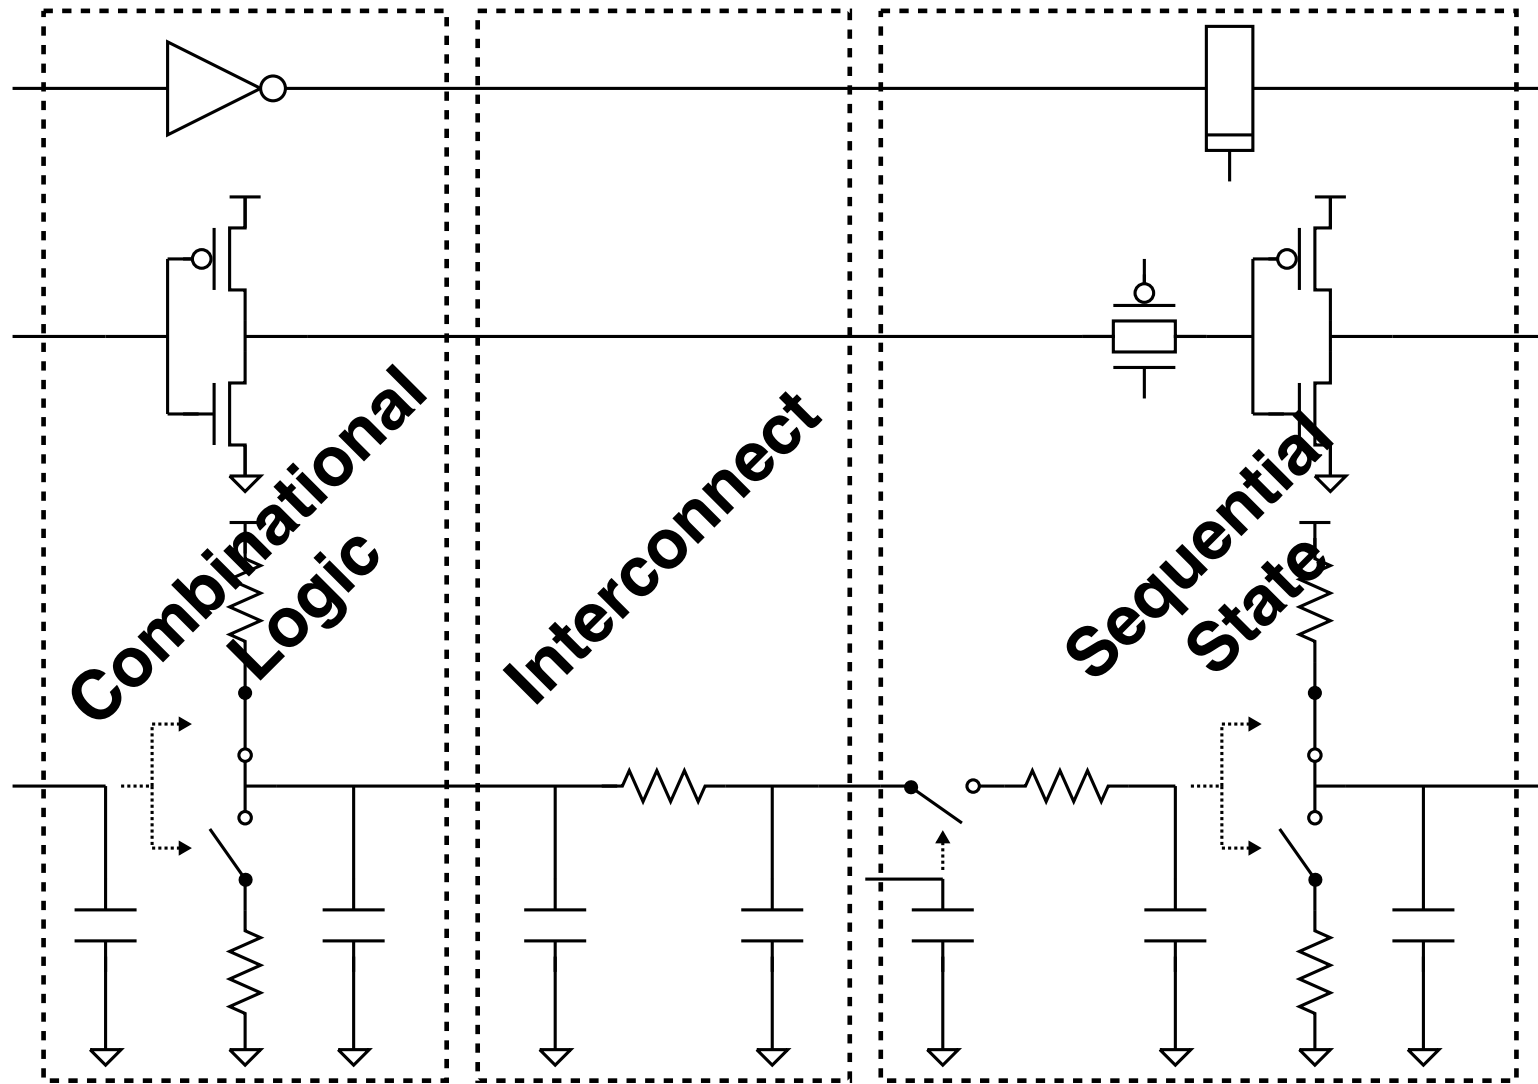 Combinational
Logic
Interconnect
Sequential
State